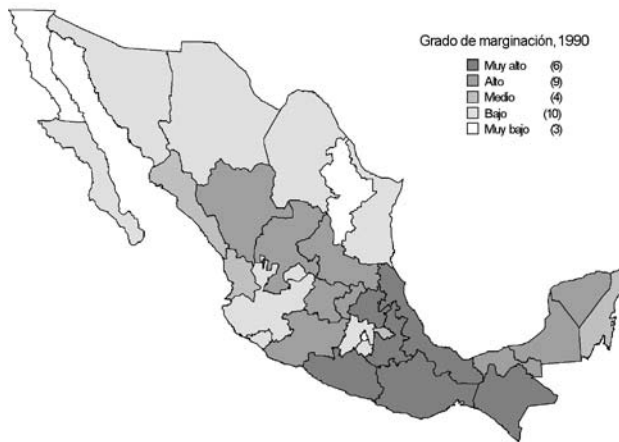 Grado de marginación, 1990
Muy alto (6)
Alto (9)
Medio (4)
Bajo (10)
Muy bajo (3)